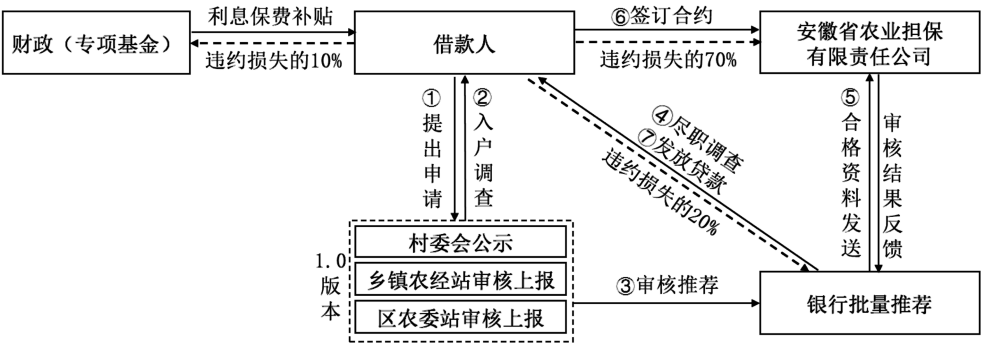 利息保费补贴
⑥签订合约
财政（专项基金）
借款人
安徽省农业担保
有限责任公司
违约损失的10%
违约损失的70%
①提出申请
②入户调查
④尽职调查
⑦发放贷款
违约损失的20%
⑤合格资料发送
审核结果反馈
1.0
版本
村委会公示
乡镇农经站审核上报
区农委站审核上报
③审核推荐
银行批量推荐